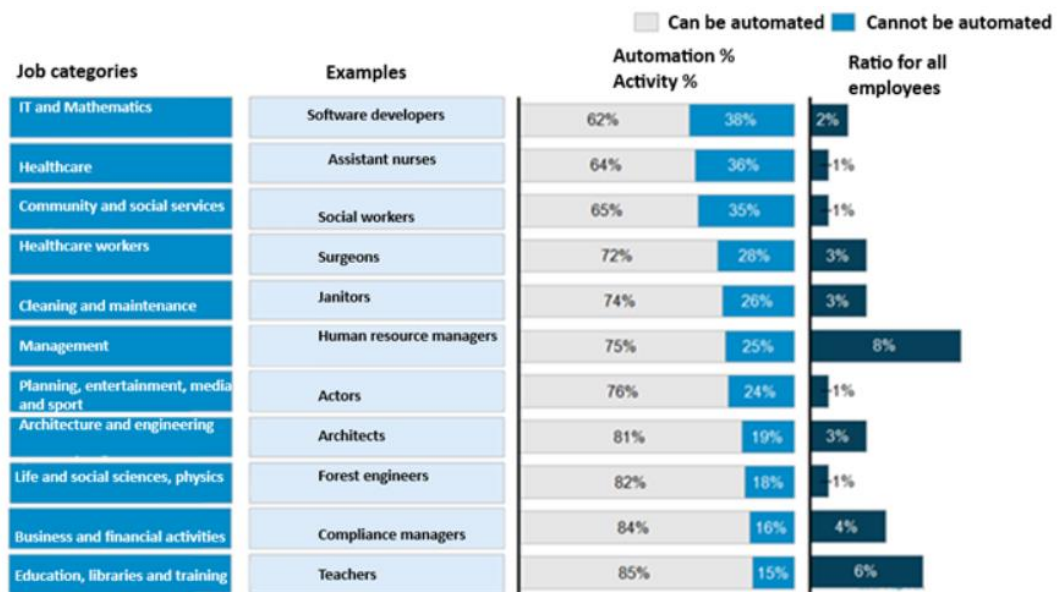 Can be automated Cannot be automated
Job categories Examples Automation % Activity % Ratio for all employees
IT and Mathematics Software developers 62% 38% 2%
Healthcare Assistant nurses 64% 36% 1%
Community and social services Social workers 65% 35% 1%
Healthcare workers Surgeons 72% 28% 3%
Cleaning and maintenance Janitors 74% 26% 3%
Management Human resource managers 75% 25% 8%
Planning, entertainment, media and sport Actors 76% 24% 1%
Architecture and engineering Architects 81% 19% 3%
Life and social sciences, physics Forest engineers 82% 18% 1%
Business and financial activities Compliance managers 84% 16% 4%
Education, libraries and training Teachers 85% 15% 6%